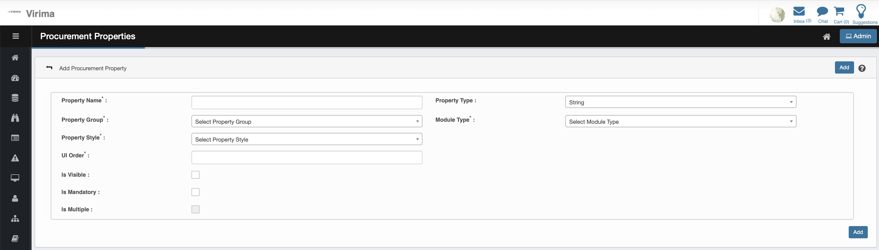 VIRIMA Virima
Inbox (?) Chat Cart (0) Suggestions
Procurement Properties Admin
Add Procurement Property Add
Property Name* : Property Type : String
Property Group* : Select Property Group Module Type* : Select Module Type
Property Style* : Select Property Style
UI Order* :
Is Visible :
Is Mandatory :
Is Multiple :
Add